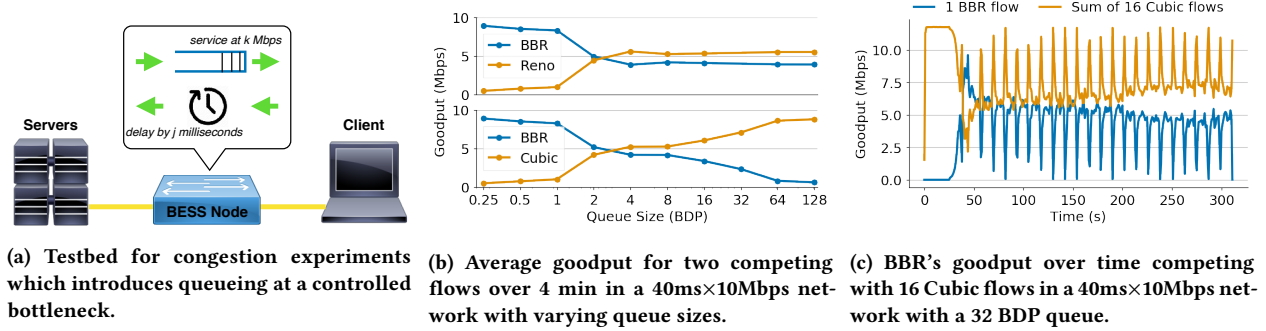 service at k Mbps
delay by j milliseconds
Servers
Client
BESS Node
(a) Testbed for congestion experiments
which introduces queueing at a controlled
bottleneck.
10
5
0
BBR
Reno
10
5
0
BBR
Cubic
Goodput (Mbps)
0.25 0.5 1 2 4 8 16 32 64 128
Queue Size (BDP)
(b) Average goodput for two competing
flows over 4 min in a 40ms×10Mbps net-
work with varying queue sizes.
1 BBR flow Sum of 16 Cubic flows
Goodput (Mbps)
10.0
7.5
5.0
2.5
0.0
0 50 100 150 200 250 300
Time (s)
(c) BBR's goodput over time competing
with 16 Cubic flows in a 40ms×10Mbps net-
work with a 32 BDP queue.